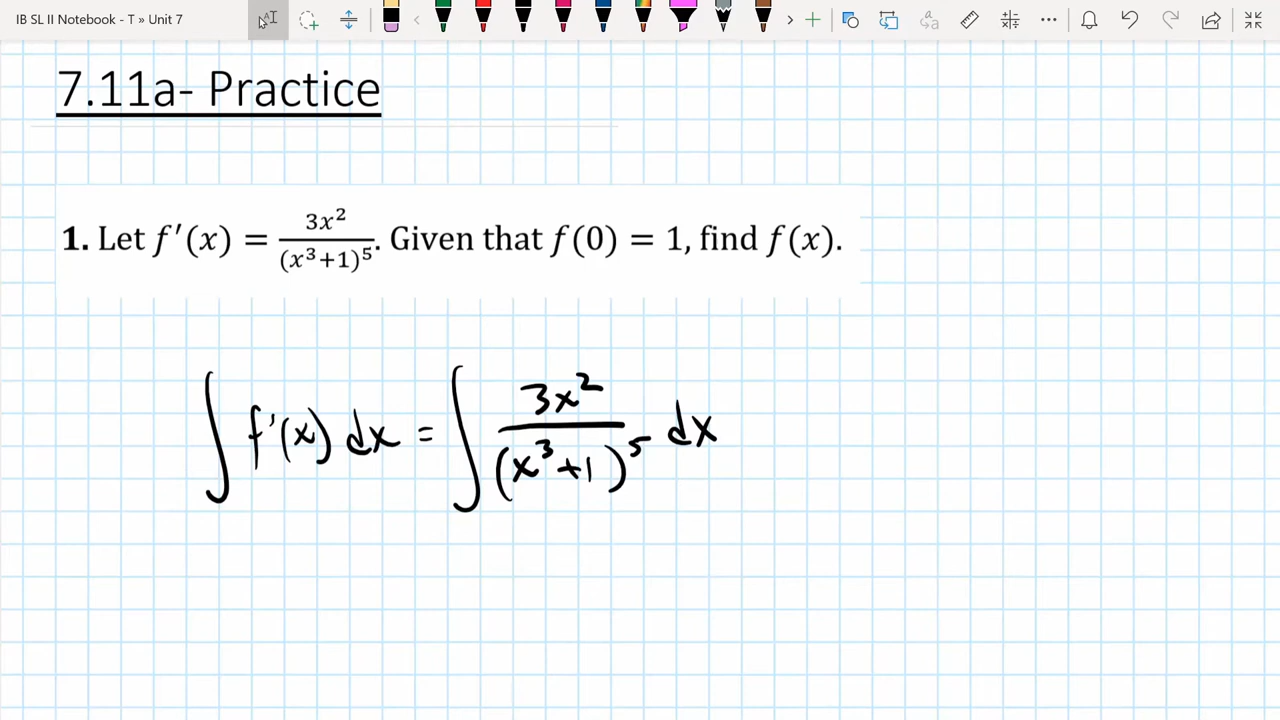 IB SL II Notebook - T » Unit 7
7.11a- Practice
1. Let f′(x) = 3x²/(x³+1)⁵. Given that f(0) = 1, find f(x).
∫ f'(x) dx = ∫ 3x²/(x³+1)⁵ dx